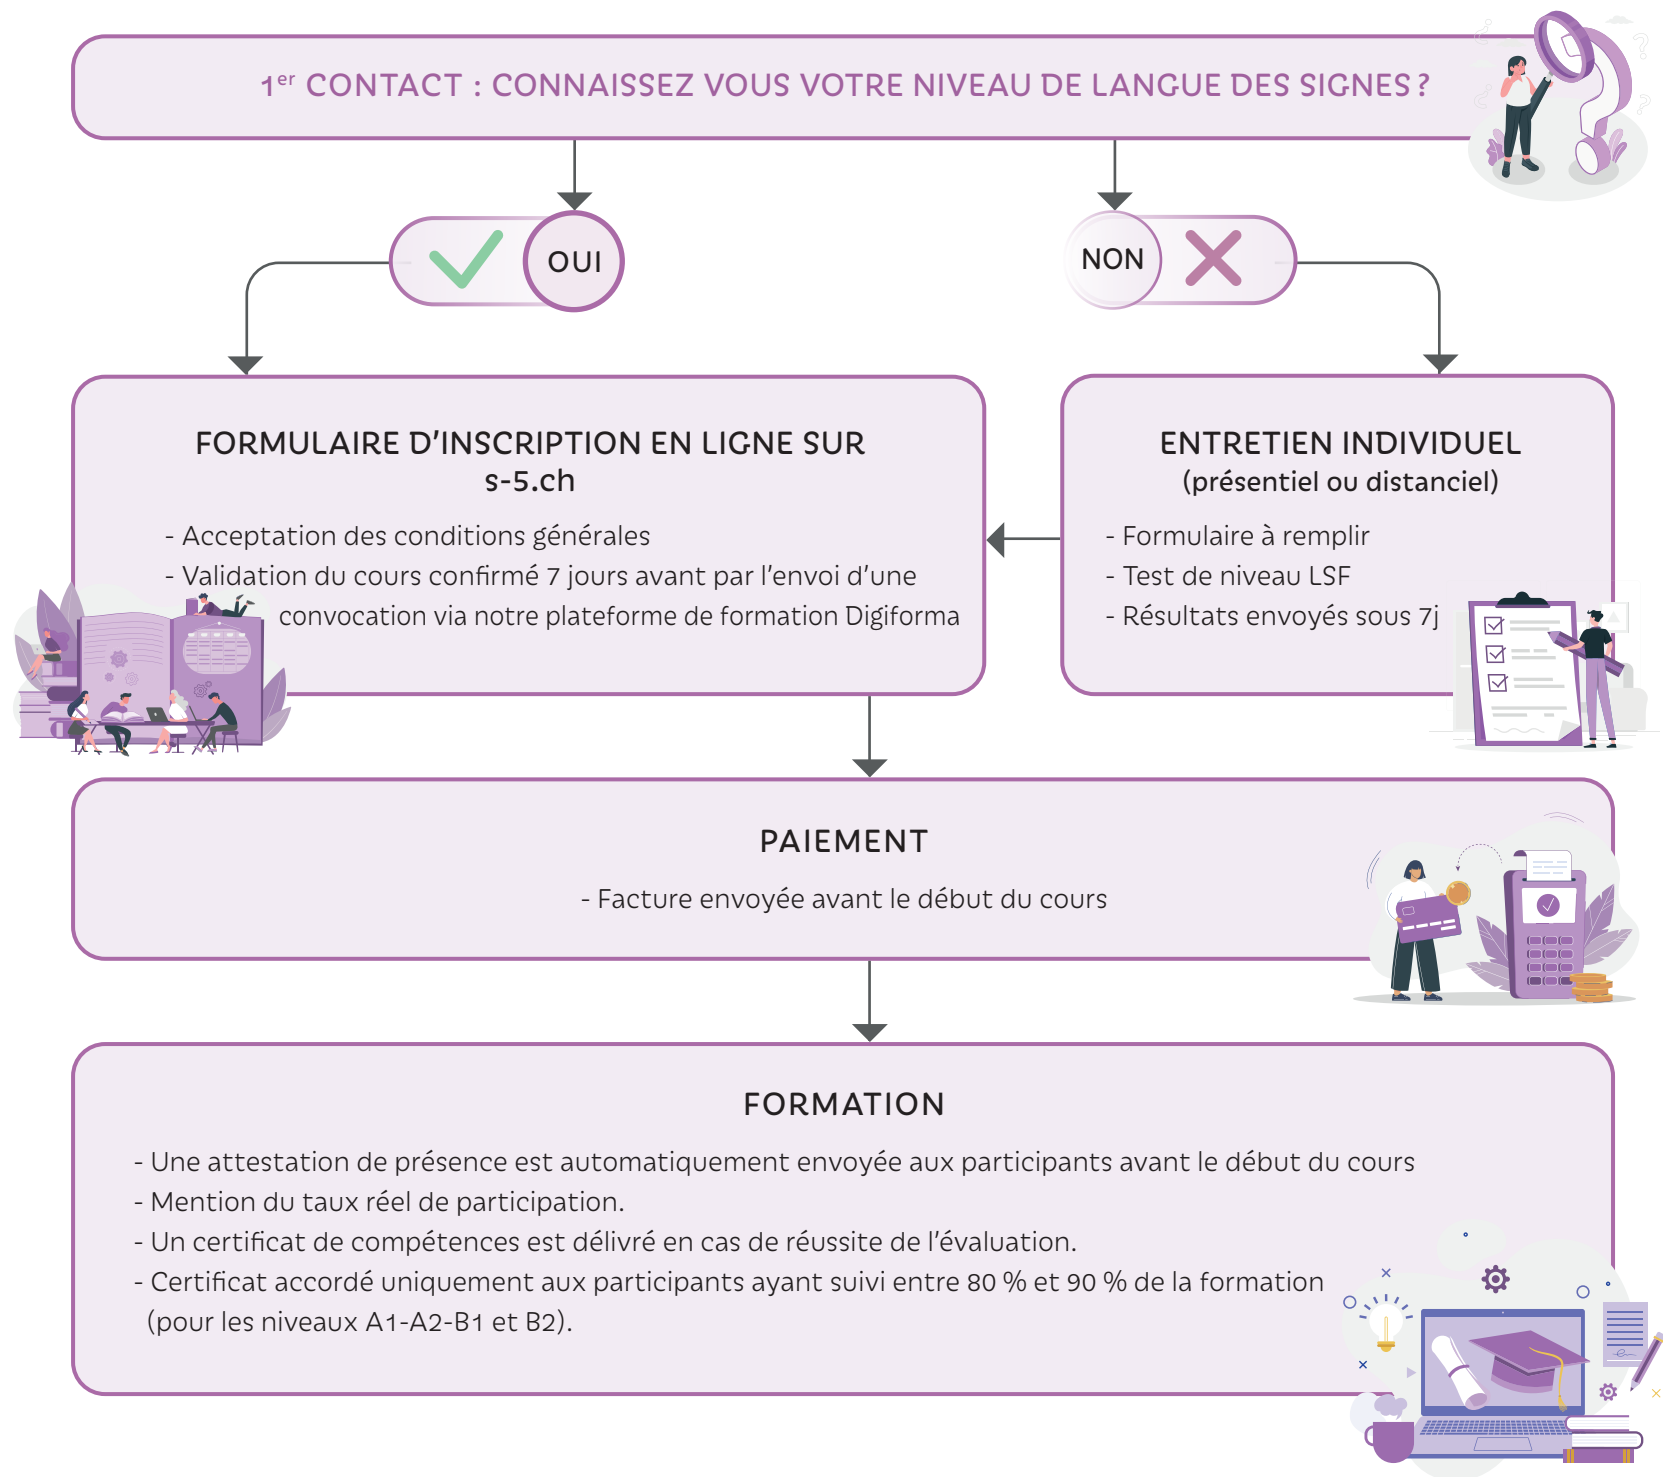 1er CONTACT : CONNAISSEZ VOUS VOTRE NIVEAU DE LANGUE DES SIGNES ?
OUI
NON
FORMULAIRE D’INSCRIPTION EN LIGNE SUR
s-5.ch
- Acceptation des conditions générales
- Validation du cours confirmé 7 jours avant par l’envoi d’une
convocation via notre plateforme de formation Digiforma
ENTRETIEN INDIVIDUEL
(présentiel ou distanciel)
- Formulaire à remplir
- Test de niveau LSF
- Résultats envoyés sous 7j
PAIEMENT
- Facture envoyée avant le début du cours
FORMATION
- Une attestation de présence est automatiquement envoyée aux participants avant le début du cours
- Mention du taux réel de participation.
- Un certificat de compétences est délivré en cas de réussite de l’évaluation.
- Certificat accordé uniquement aux participants ayant suivi entre 80 % et 90 % de la formation
(pour les niveaux A1-A2-B1 et B2).